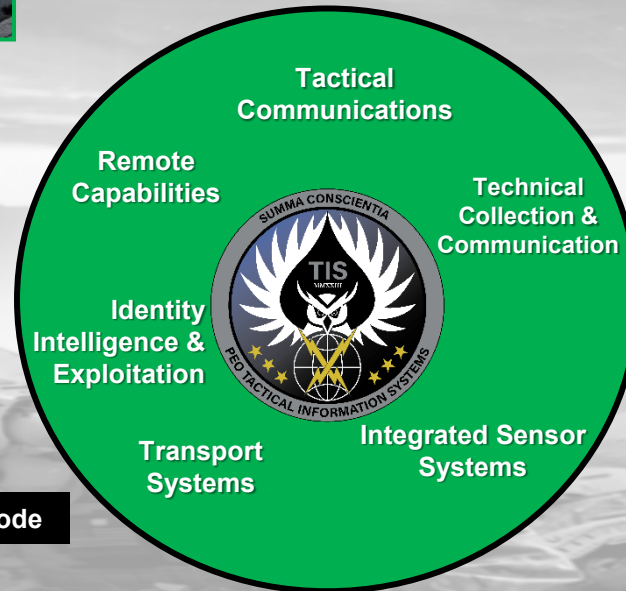 Tactical
Communications
Remote
Capabilities
Technical
Collection &
Communication
SUMMA CONSCIENTIA
TIS
MMXXIII
PEO TACTICAL INFORMATION SYSTEMS
Identity
Intelligence &
Exploitation
Integrated Sensor
Systems
Transport
Systems
ode